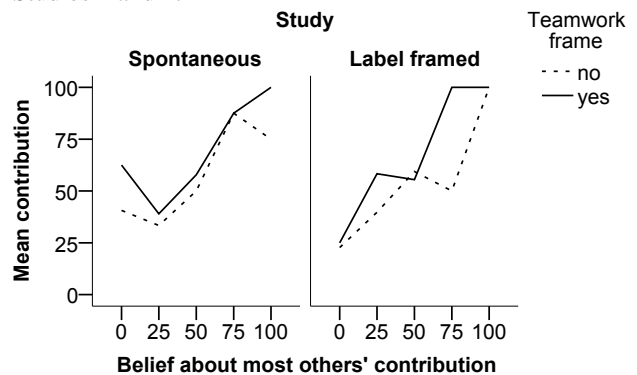 Study
Teamwork
frame
no
yes
Spontaneous
Label framed
Mean contribution
100
75
50
25
0
0 25 50 75 100
0 25 50 75 100
Belief about most others' contribution